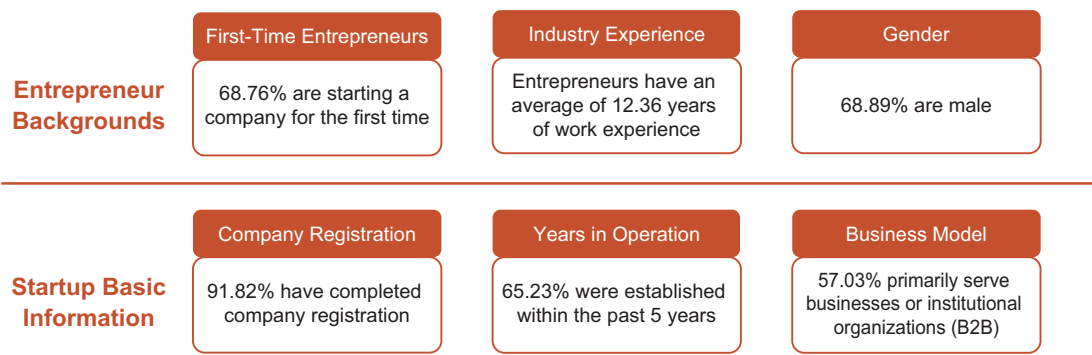 First-Time Entrepreneurs
Industry Experience
Gender
Entrepreneur
Backgrounds
68.76% are starting a
company for the first time
Entrepreneurs have an
average of 12.36 years
of work experience
68.89% are male
Company Registration
Years in Operation
Business Model
Startup Basic
Information
91.82% have completed
company registration
65.23% were established
within the past 5 years
57.03% primarily serve
businesses or institutional
organizations (B2B)